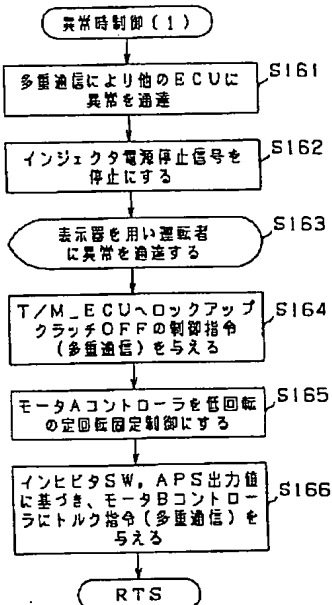 異常時制御(1)
S161
多重通信により他のECUに
異常を通達
S162
インジェクタ電源停止信号を
停止にする
S163
表示器を用い運転者
に異常を通達する
S164
T/M_ECUへロックアップ
クラッチOFFの制御指令
(多重通信)を与える
S165
モータAコントローラを低回転
の定回転固定制御にする
S166
インヒビタSW,APS出力値
に基づき、モータBコントロー
ラにトルク指令(多重通信)を
与える
RTS